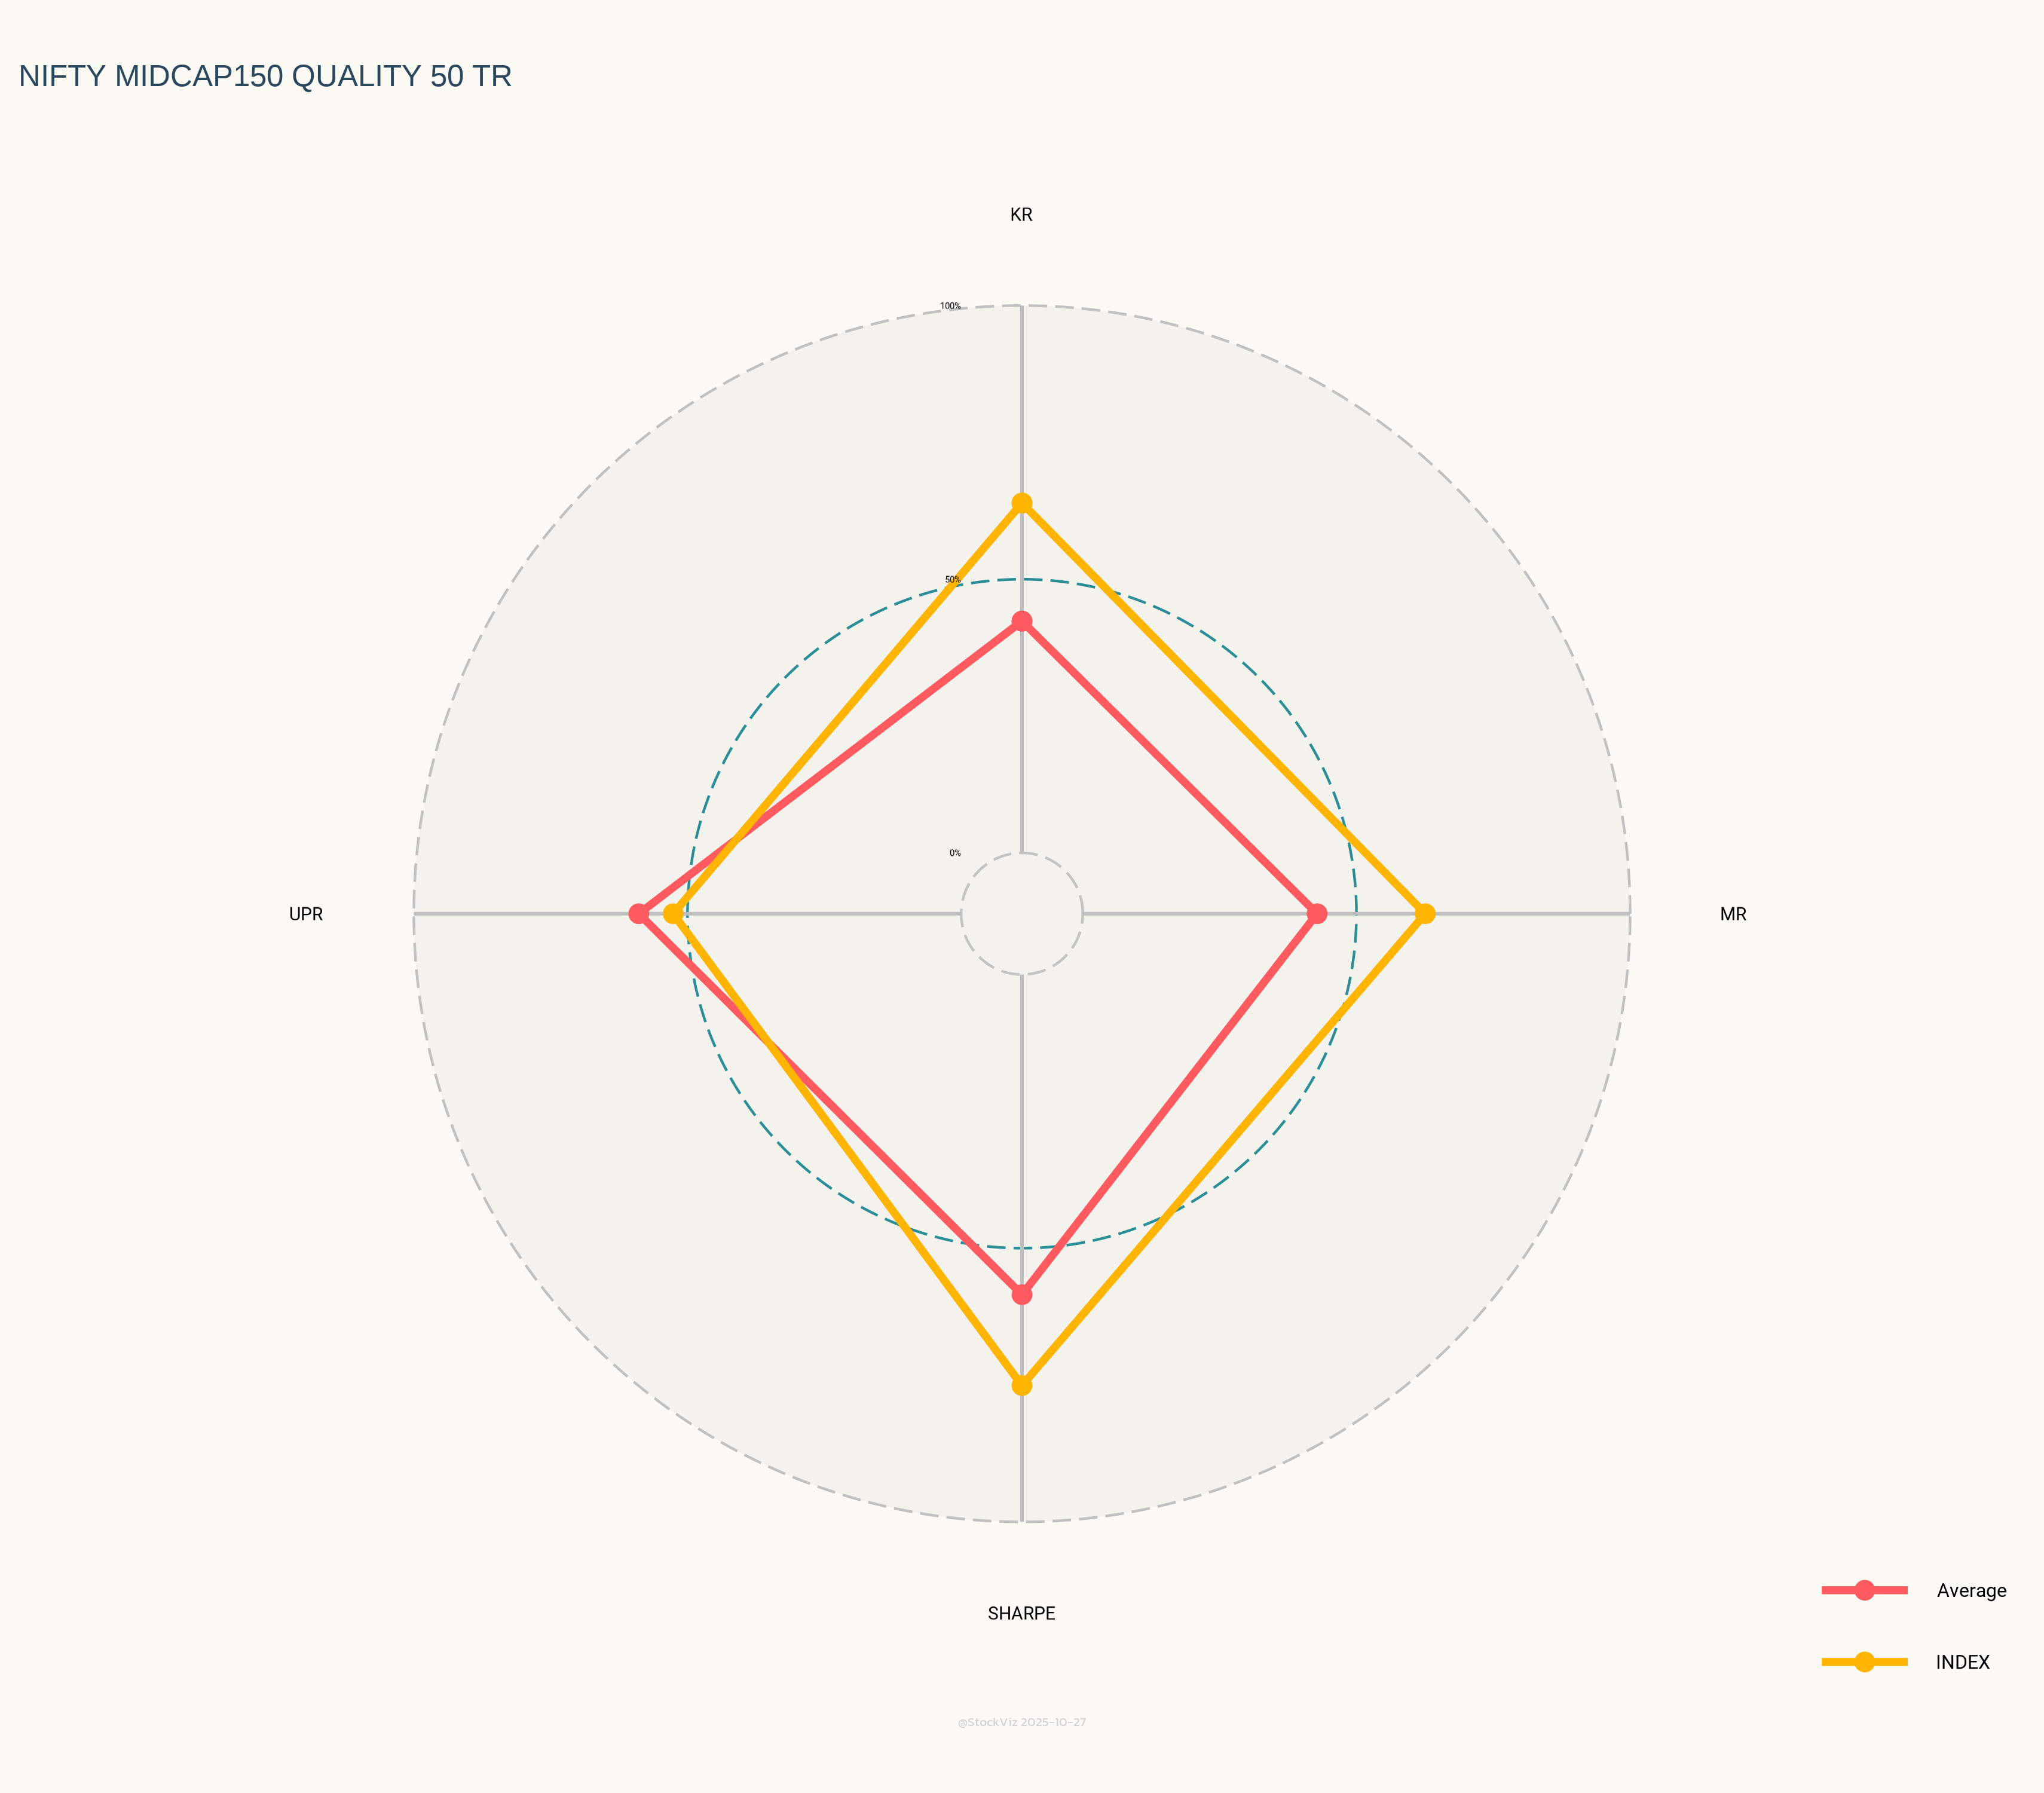 NIFTY MIDCAP150 QUALITY 50 TR
KR
100%
50%
0%
UPR
MR
SHARPE
Average
INDEX
@StockViz 2025-10-27